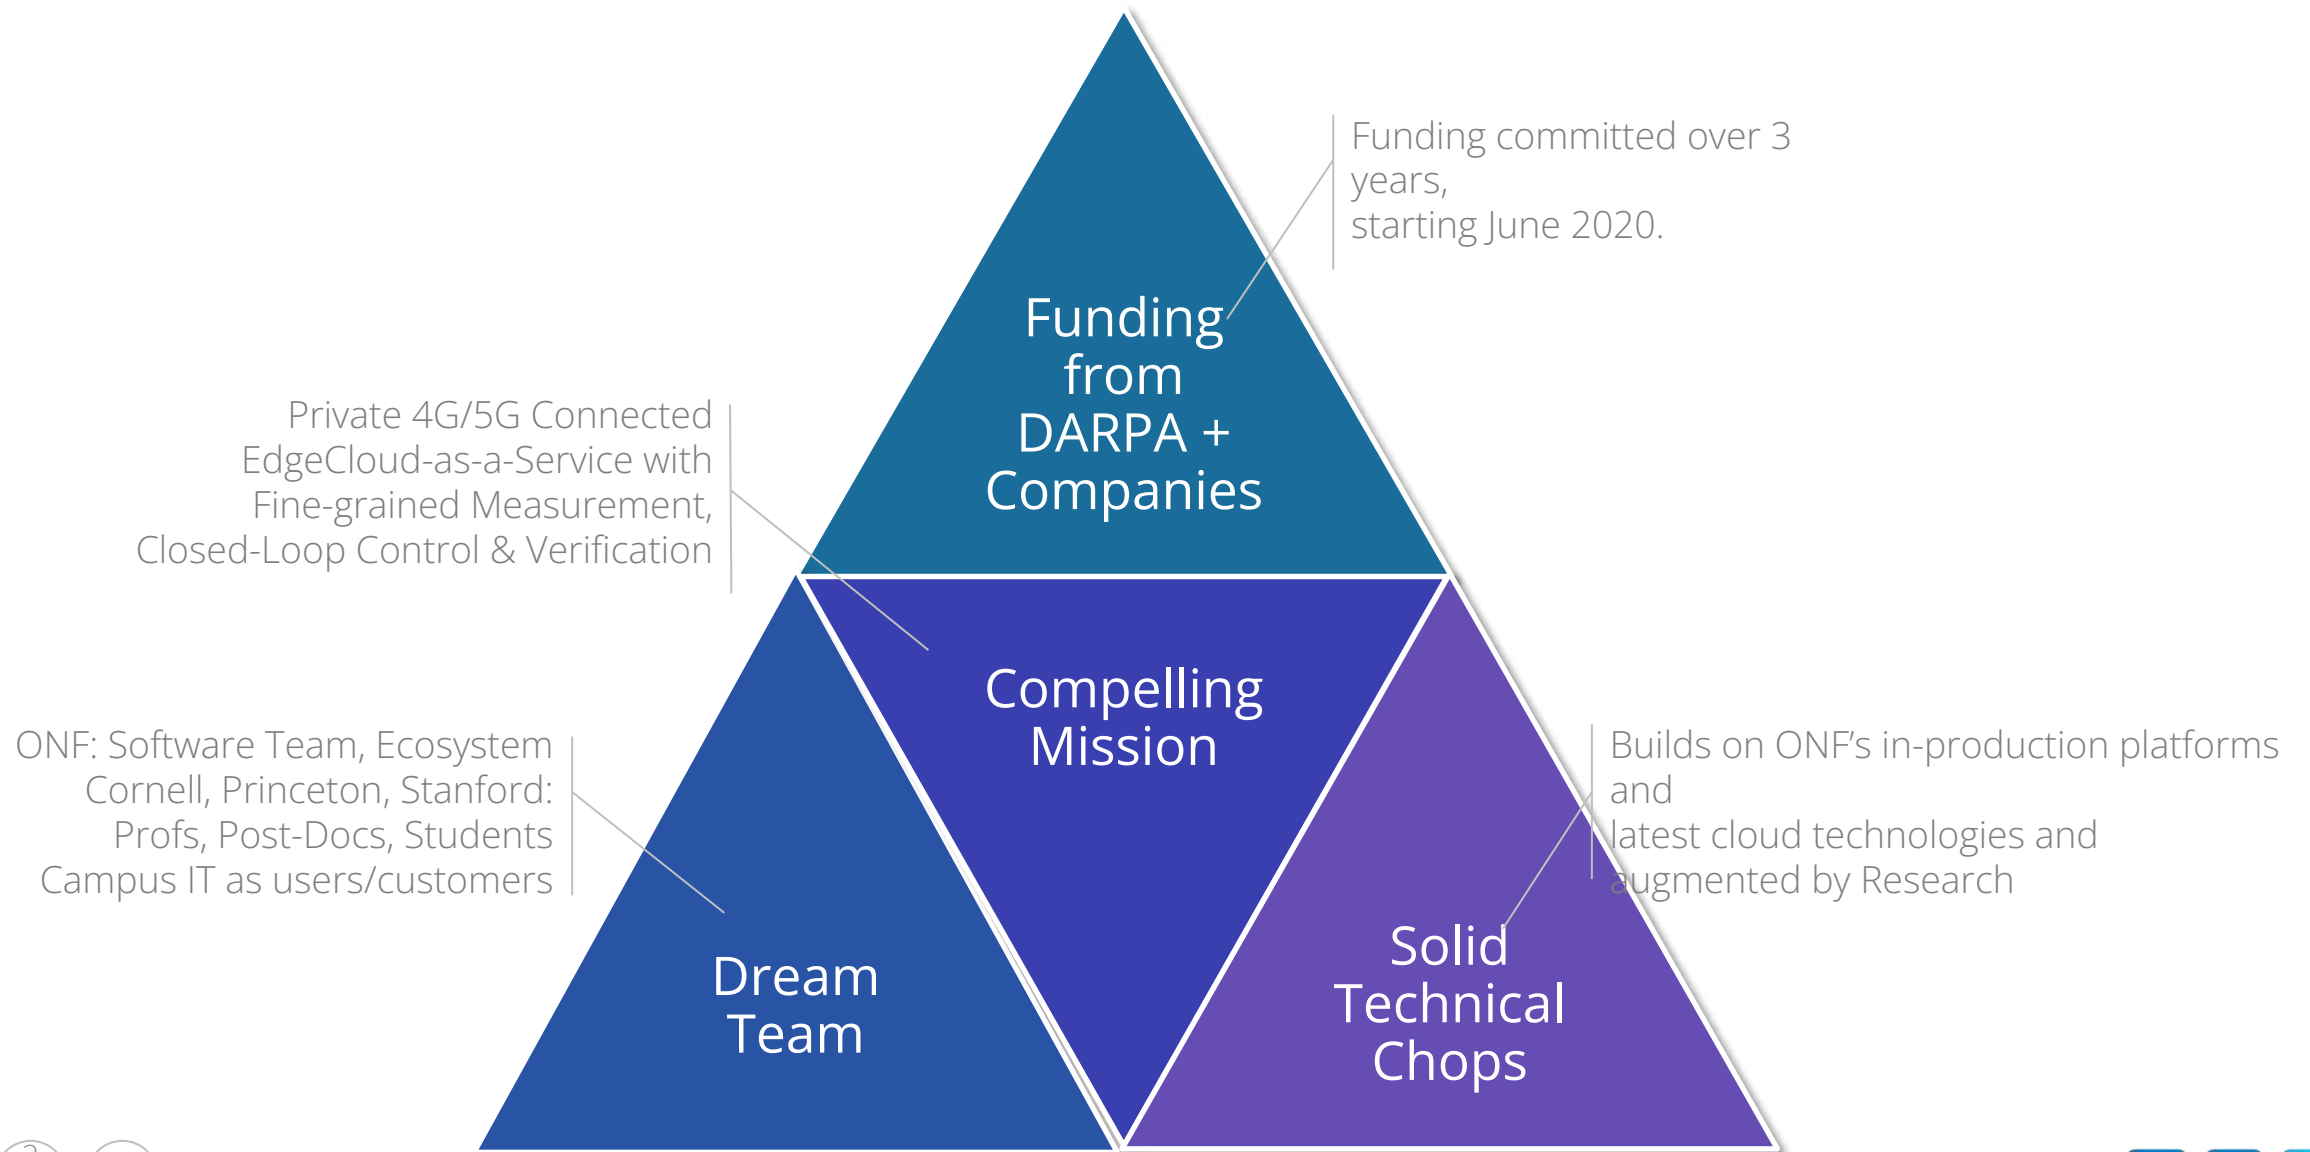 Funding committed over 3
years,
starting June 2020.
Funding
from
DARPA +
Companies
Private 4G/5G Connected
EdgeCloud-as-a-Service with
Fine-grained Measurement,
Closed-Loop Control & Verification
Compelling
Mission
ONF: Software Team, Ecosystem
Cornell, Princeton, Stanford:
Profs, Post-Docs, Students
Campus IT as users/customers
Dream
Team
Builds on ONF’s in-production platforms
and
latest cloud technologies and
augmented by Research
Solid
Technical
Chops